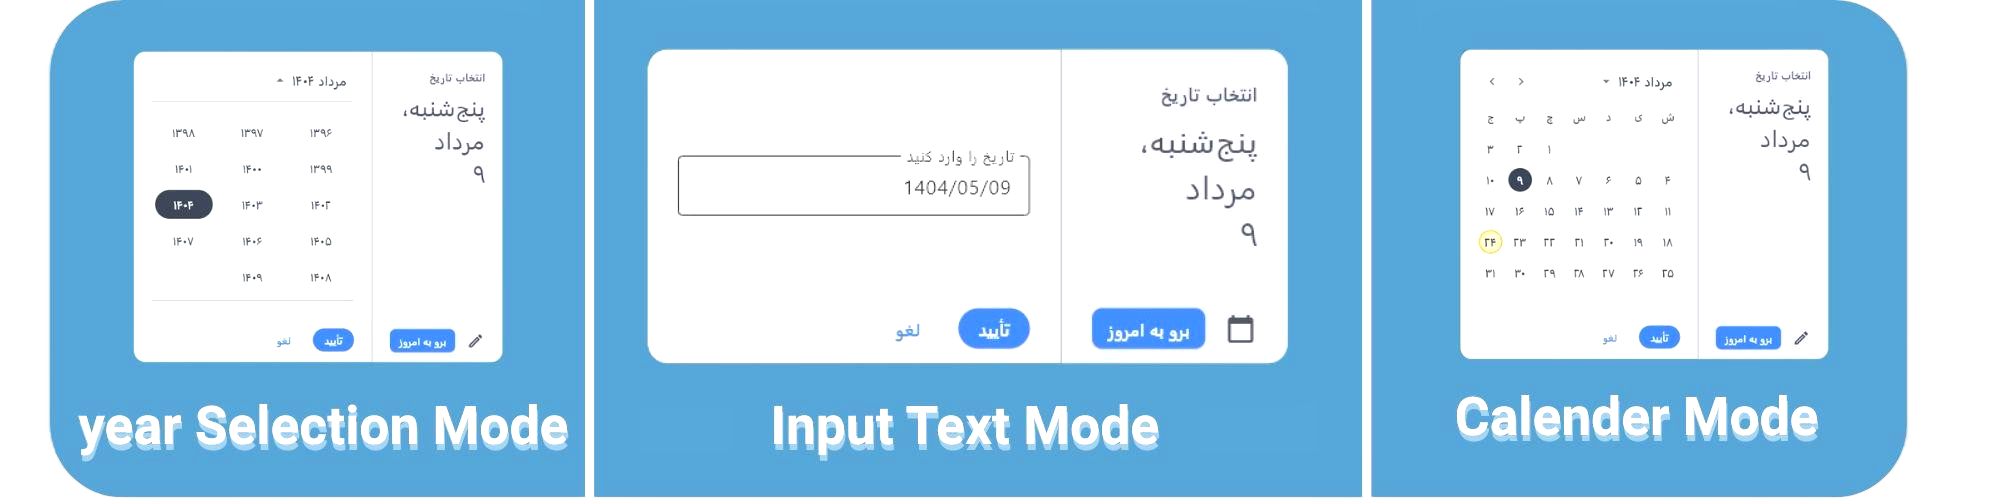 انتخاب تاریخ
پنج‌شنبه،
مرداد
۹
مرداد ۱۴۰۴
۱۳۹۶ ۱۳۹۷ ۱۳۹۸
۱۳۹۹ ۱۴۰۰ ۱۴۰۱
۱۴۰۲ ۱۴۰۳ ۱۴۰۴
۱۴۰۵ ۱۴۰۶ ۱۴۰۷
۱۴۰۸ ۱۴۰۹
برو به امروز
تأیید
لغو
year Selection Mode
انتخاب تاریخ
پنج‌شنبه،
مرداد
۹
تاریخ را وارد کنید
1404/05/09
برو به امروز
تأیید
لغو
Input Text Mode
انتخاب تاریخ
پنج‌شنبه،
مرداد
۹
مرداد ۱۴۰۴
ش ی د س چ پ ج
۱ ۲ ۳
۴ ۵ ۶ ۷ ۸ ۹ ۱۰
۱۱ ۱۲ ۱۳ ۱۴ ۱۵ ۱۶ ۱۷
۱۸ ۱۹ ۲۰ ۲۱ ۲۲ ۲۳ ۲۴
۲۵ ۲۶ ۲۷ ۲۸ ۲۹ ۳۰ ۳۱
برو به امروز
تأیید
لغو
Calender Mode